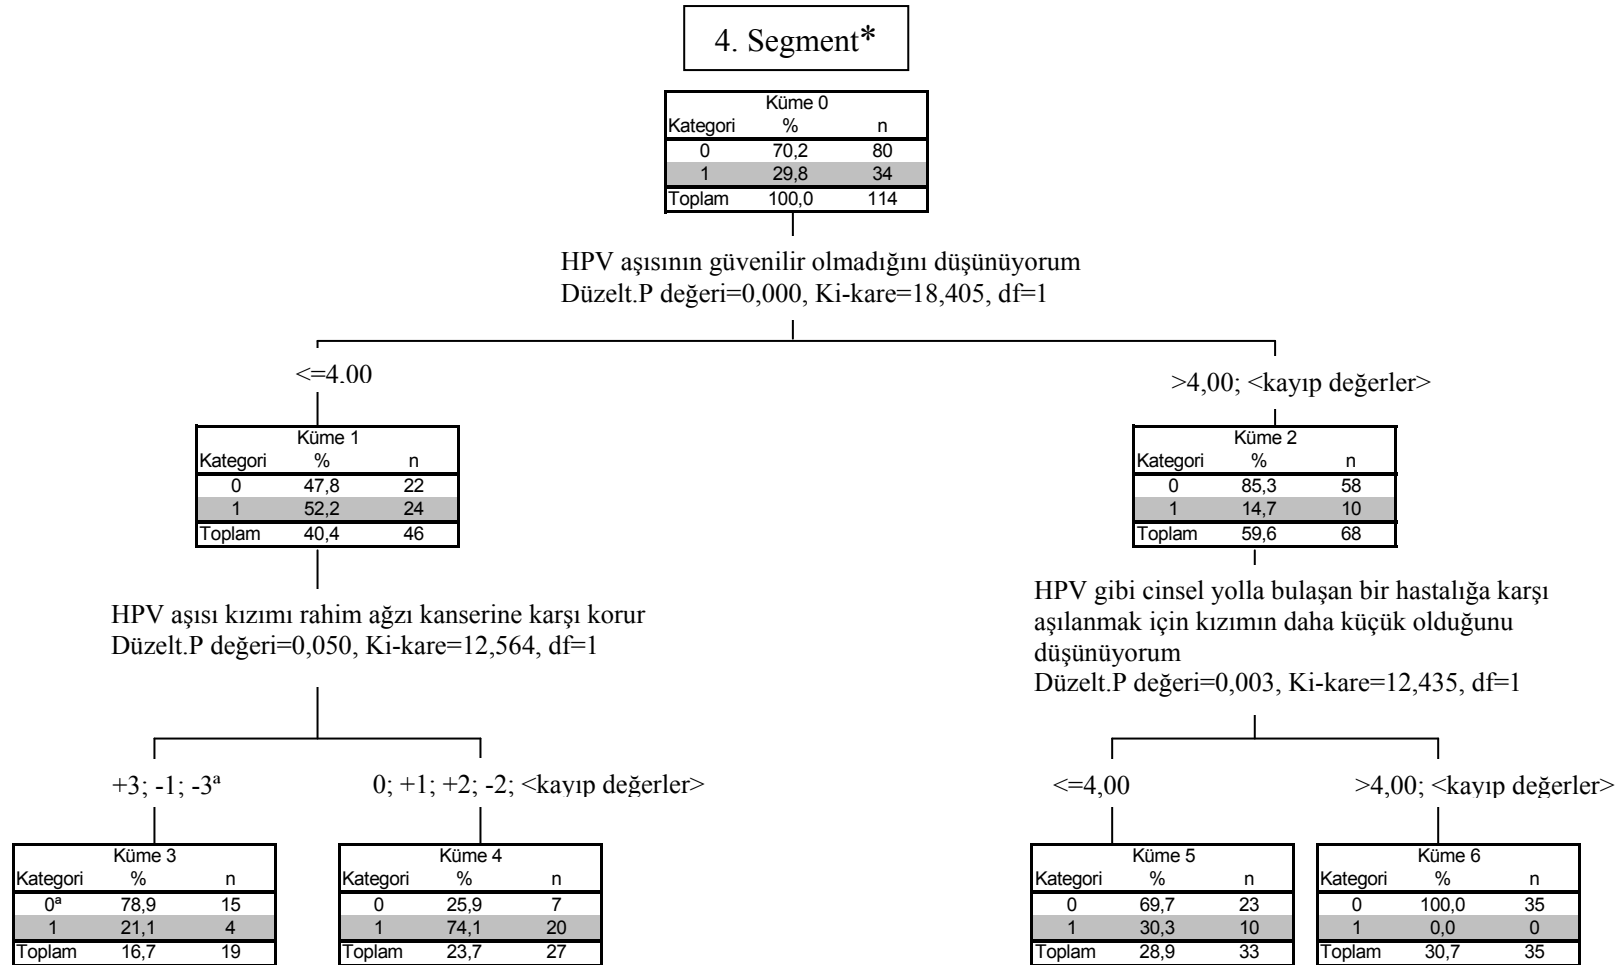 4. Segment*
Küme 0
Kategori % n
0 70,2 80
1 29,8 34
Toplam 100,0 114
HPV aşısının güvenilir olmadığını düşünüyorum
Düzelt.P değeri=0,000, Ki-kare=18,405, df=1
<=4,00
>4,00; <kayıp değerler>
Küme 1
Kategori % n
0 47,8 22
1 52,2 24
Toplam 40,4 46
Küme 2
Kategori % n
0 85,3 58
1 14,7 10
Toplam 59,6 68
HPV aşısı kızımı rahim ağzı kanserine karşı korur
Düzelt.P değeri=0,050, Ki-kare=12,564, df=1
HPV gibi cinsel yolla bulaşan bir hastalığa karşı
aşılanmak için kızımın daha küçük olduğunu
düşünüyorum
Düzelt.P değeri=0,003, Ki-kare=12,435, df=1
+3; -1; -3ª
0; +1; +2; -2; <kayıp değerler>
<=4,00
>4,00; <kayıp değerler>
Küme 3
Kategori % n
0ª 78,9 15
1 21,1 4
Toplam 16,7 19
Küme 4
Kategori % n
0 25,9 7
1 74,1 20
Toplam 23,7 27
Küme 5
Kategori % n
0 69,7 23
1 30,3 10
Toplam 28,9 33
Küme 6
Kategori % n
0 100,0 35
1 0,0 0
Toplam 30,7 35